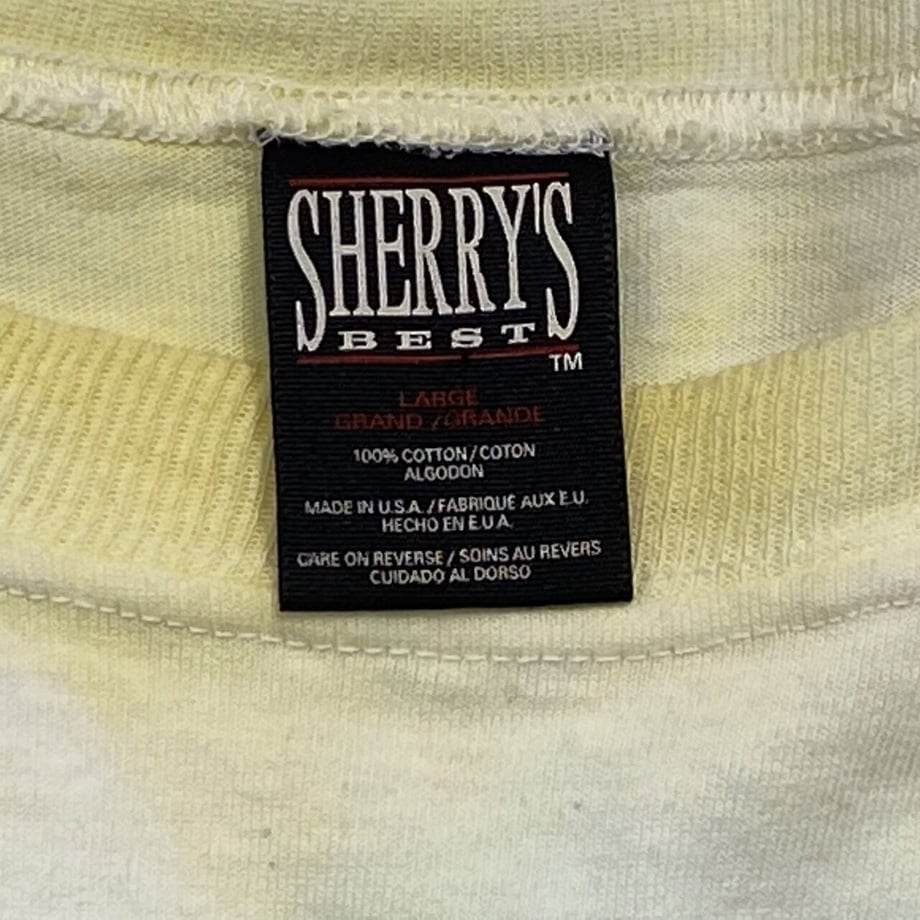 SHERRY'S
BEST
TM
LARGE
GRAND / GRANDE
100% COTTON / COTON
ALGODON
MADE IN U.S.A. / FABRIQUE AUX E.U.
HECHO EN E.U.A.
CARE ON REVERSE / SOINS AU REVERS
CUIDADO AL DORSO